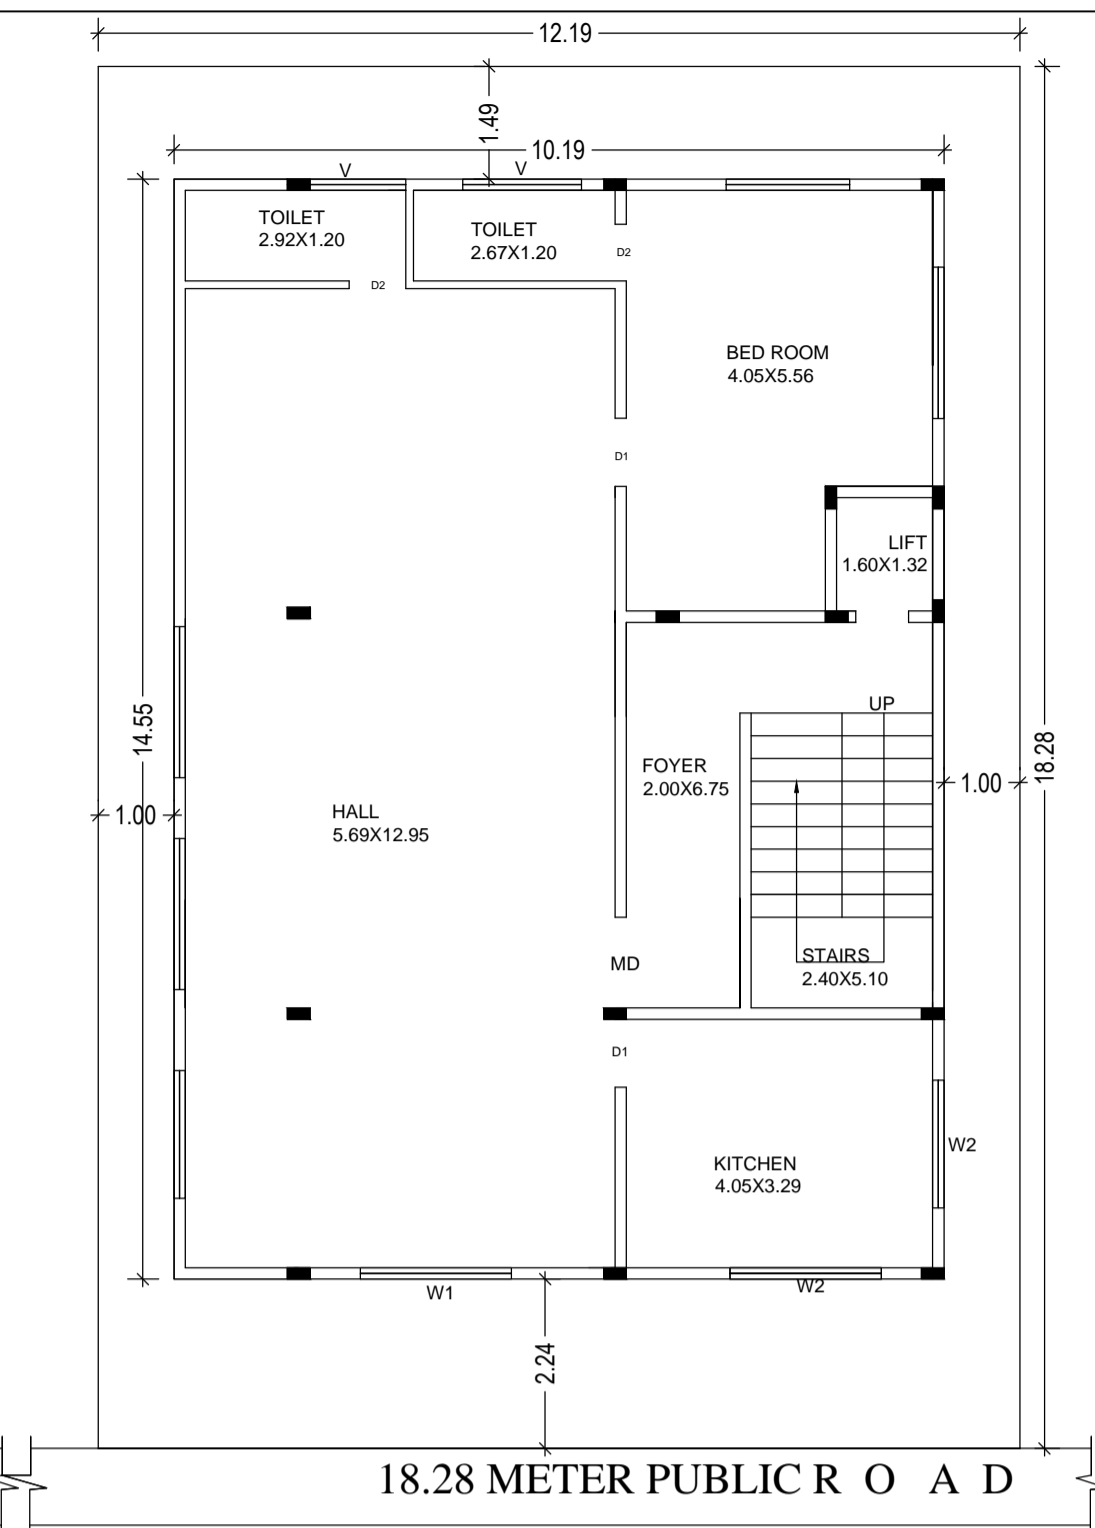 12.19
1.49
10.19
V
V
TOILET
2.92X1.20
TOILET
2.67X1.20
D2
D2
BED ROOM
4.05X5.56
D1
LIFT
1.60X1.32
UP
14.55
18.28
FOYER
2.00X6.75
1.00
1.00
HALL
5.69X12.95
STAIRS
2.40X5.10
MD
D1
W2
KITCHEN
4.05X3.29
W1
W2
2.24
18.28 METER PUBLIC R O A D